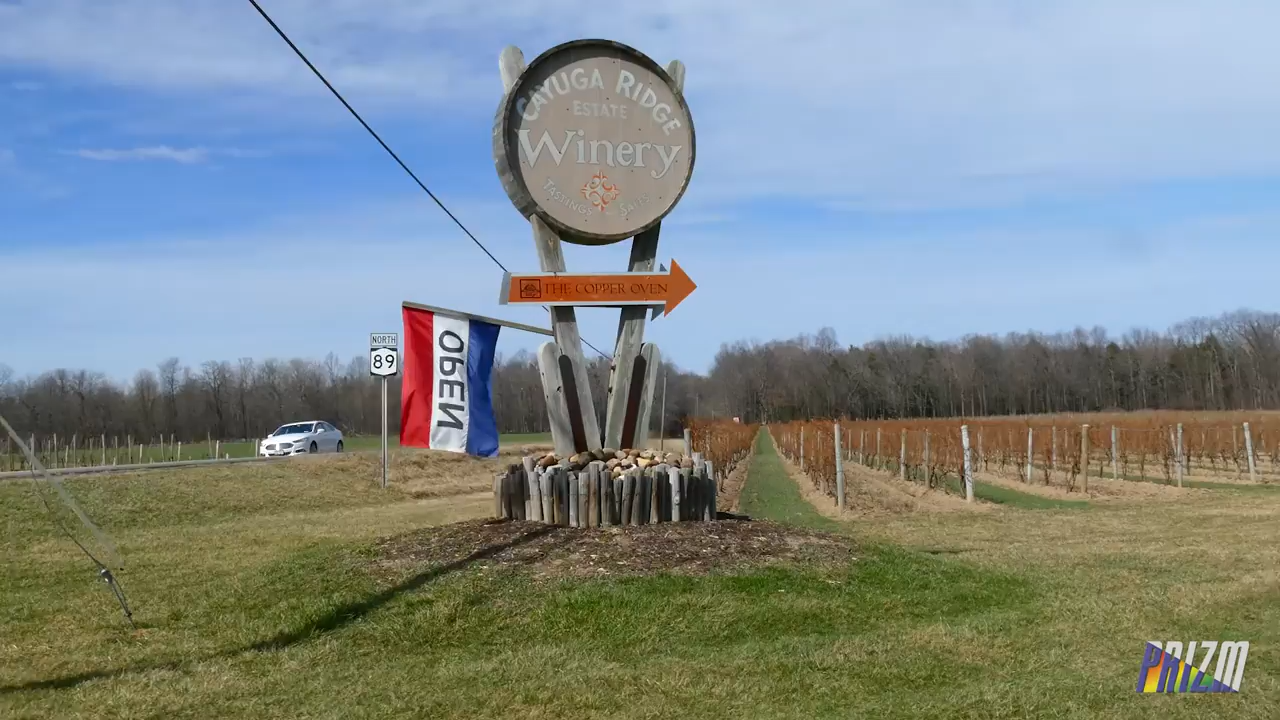 CAYUGA RIDGE
ESTATE
Winery
TASTINGS SALES
THE COPPER OVEN
NORTH
89
OPEN
PRIZM